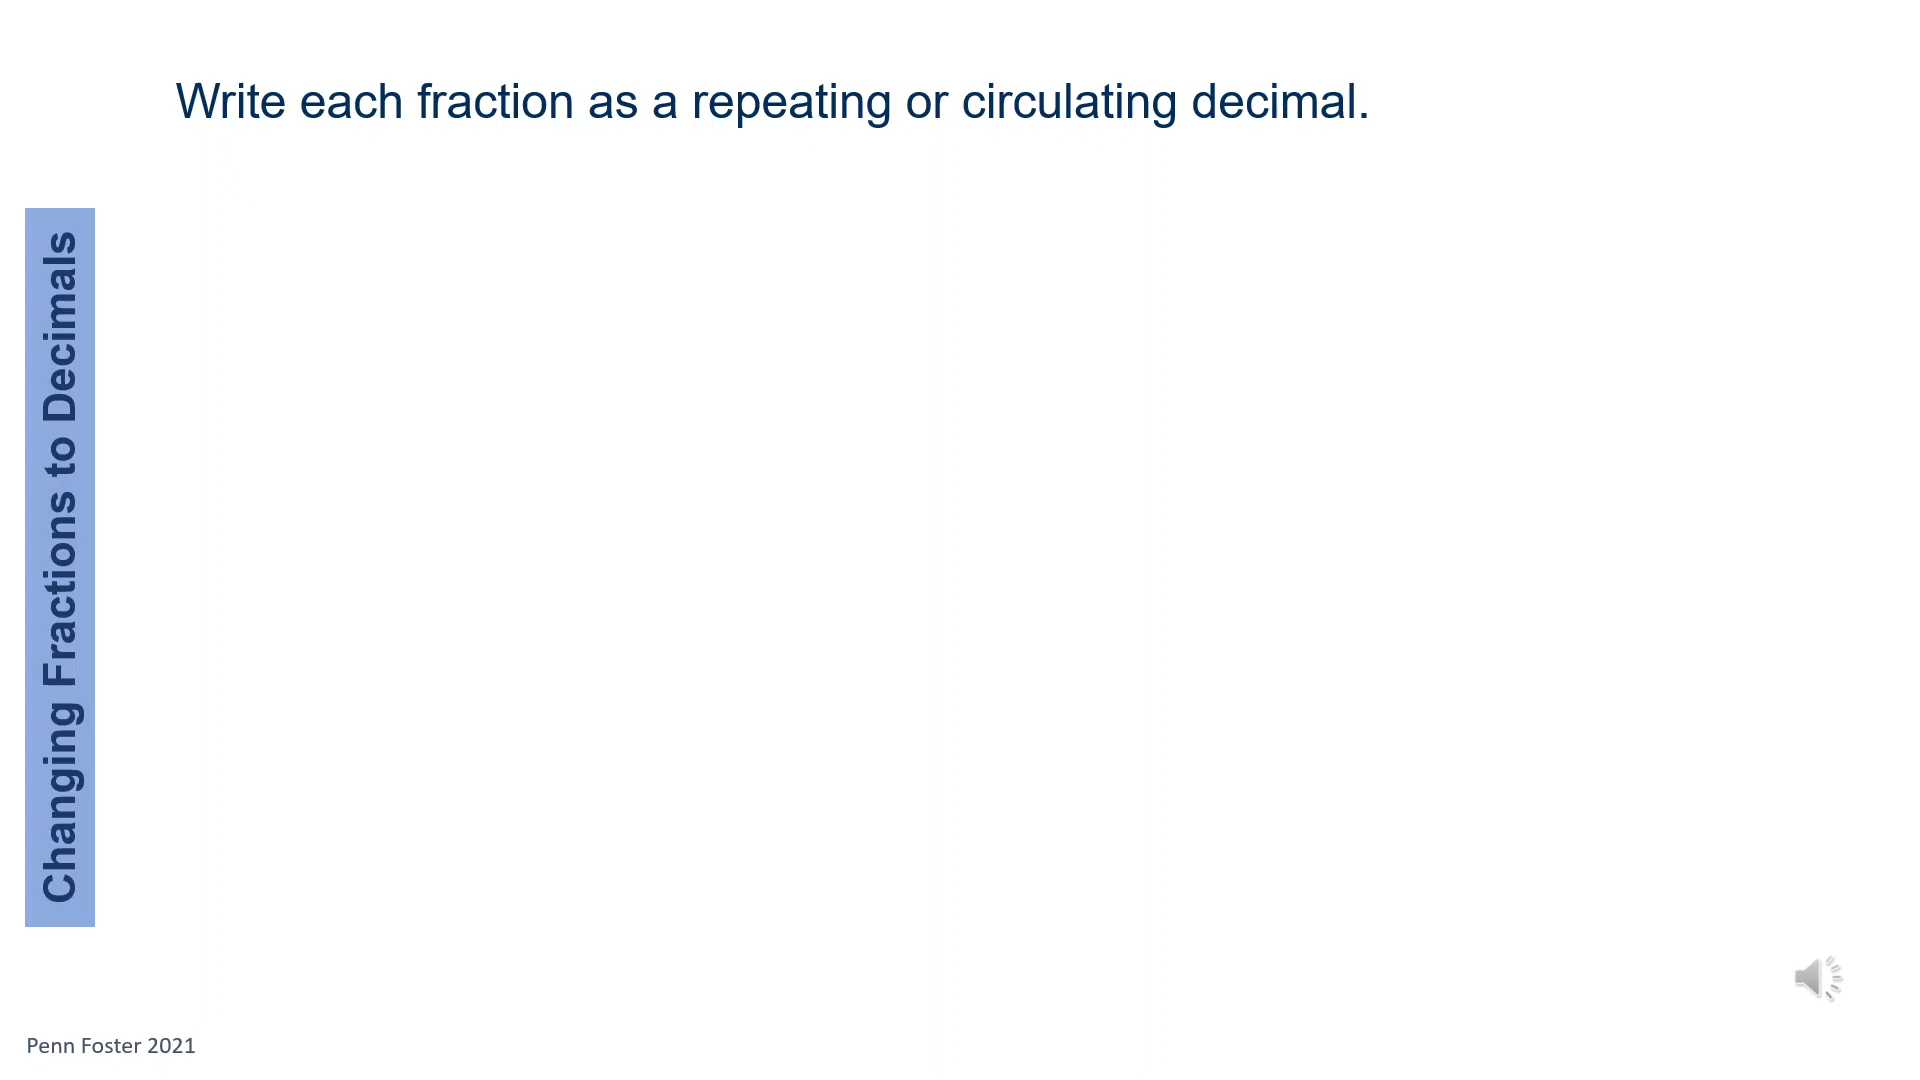 Write each fraction as a repeating or circulating decimal.
Changing Fractions to Decimals
Penn Foster 2021